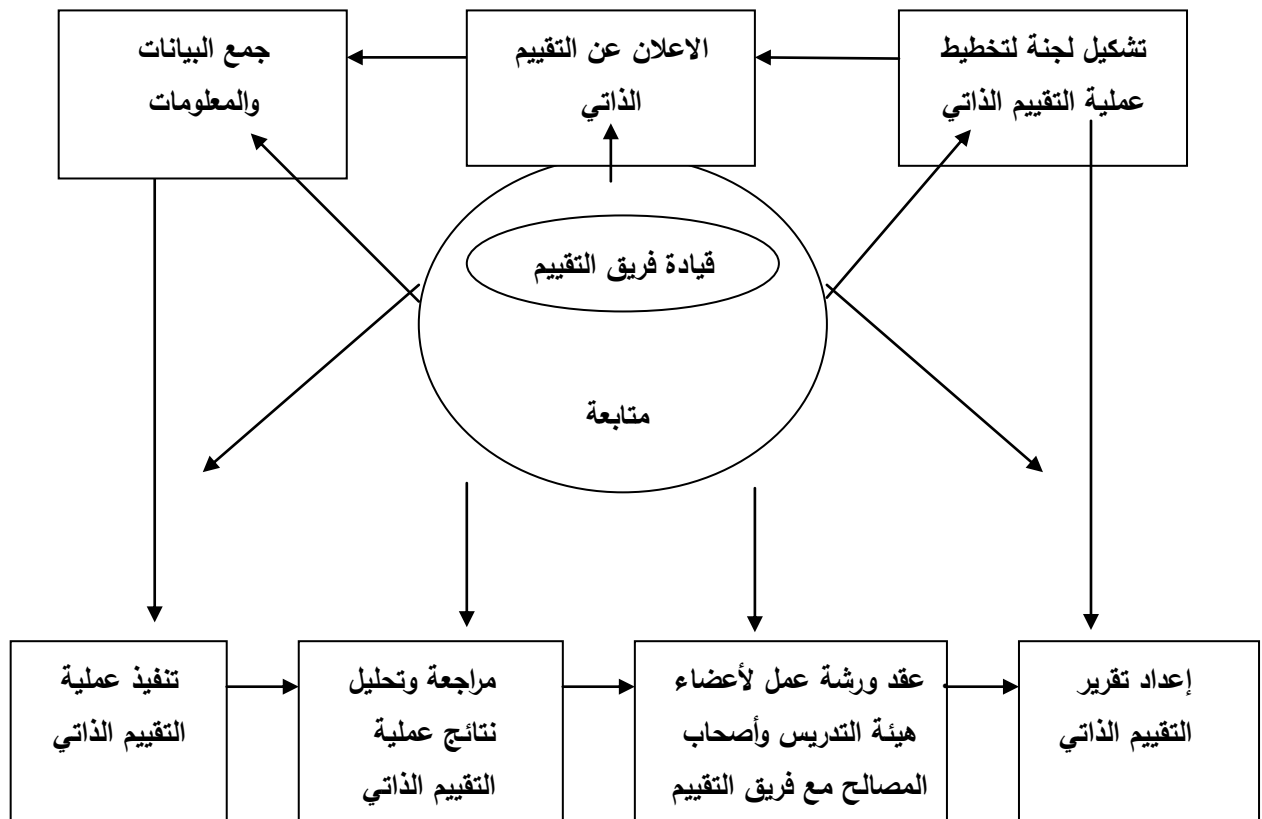 تشكيل لجنة لتخطيط
عملية التقييم الذاتي
الاعلان عن التقييم
الذاتي
جمع البيانات
والمعلومات
قيادة فريق التقييم
متابعة
إعداد تقرير
التقييم الذاتي
عقد ورشة عمل لأعضاء
هيئة التدريس وأصحاب
المصالح مع فريق التقييم
مراجعة وتحليل
نتائج عملية
التقييم الذاتي
تنفيذ عملية
التقييم الذاتي